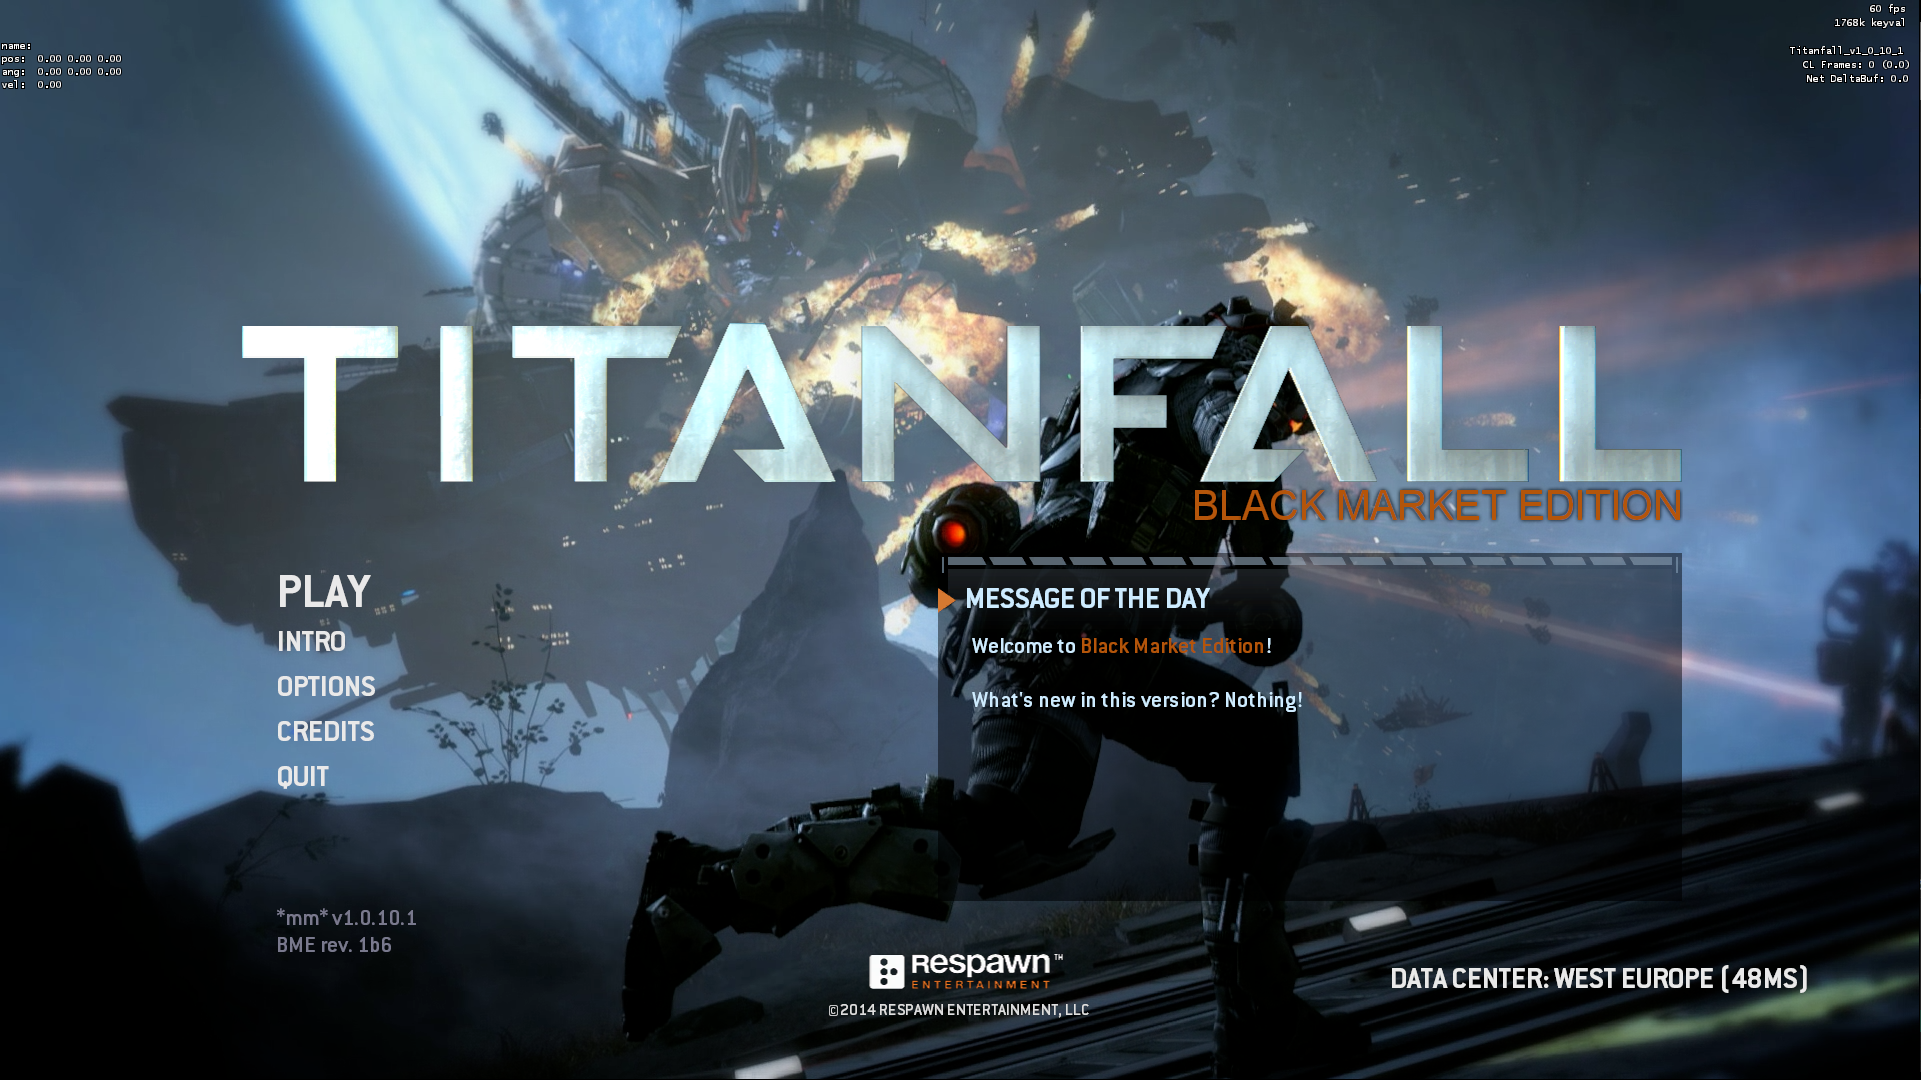 60 fps
1768k keyval
name:
pos: 0.00 0.00 0.00
ang: 0.00 0.00 0.00
vel: 0.00
Titanfall_v1_0_10_1
CL Frames: 0 (0.0)
Net DeltaBuf: 0.0
TITANFALL
BLACK MARKET EDITION
PLAY
INTRO
OPTIONS
CREDITS
QUIT
MESSAGE OF THE DAY
Welcome to Black Market Edition!
What's new in this version? Nothing!
*mm* v1.0.10.1
BME rev. 1b6
respawn™
ENTERTAINMENT
©2014 RESPAWN ENTERTAINMENT, LLC
DATA CENTER: WEST EUROPE (48MS)